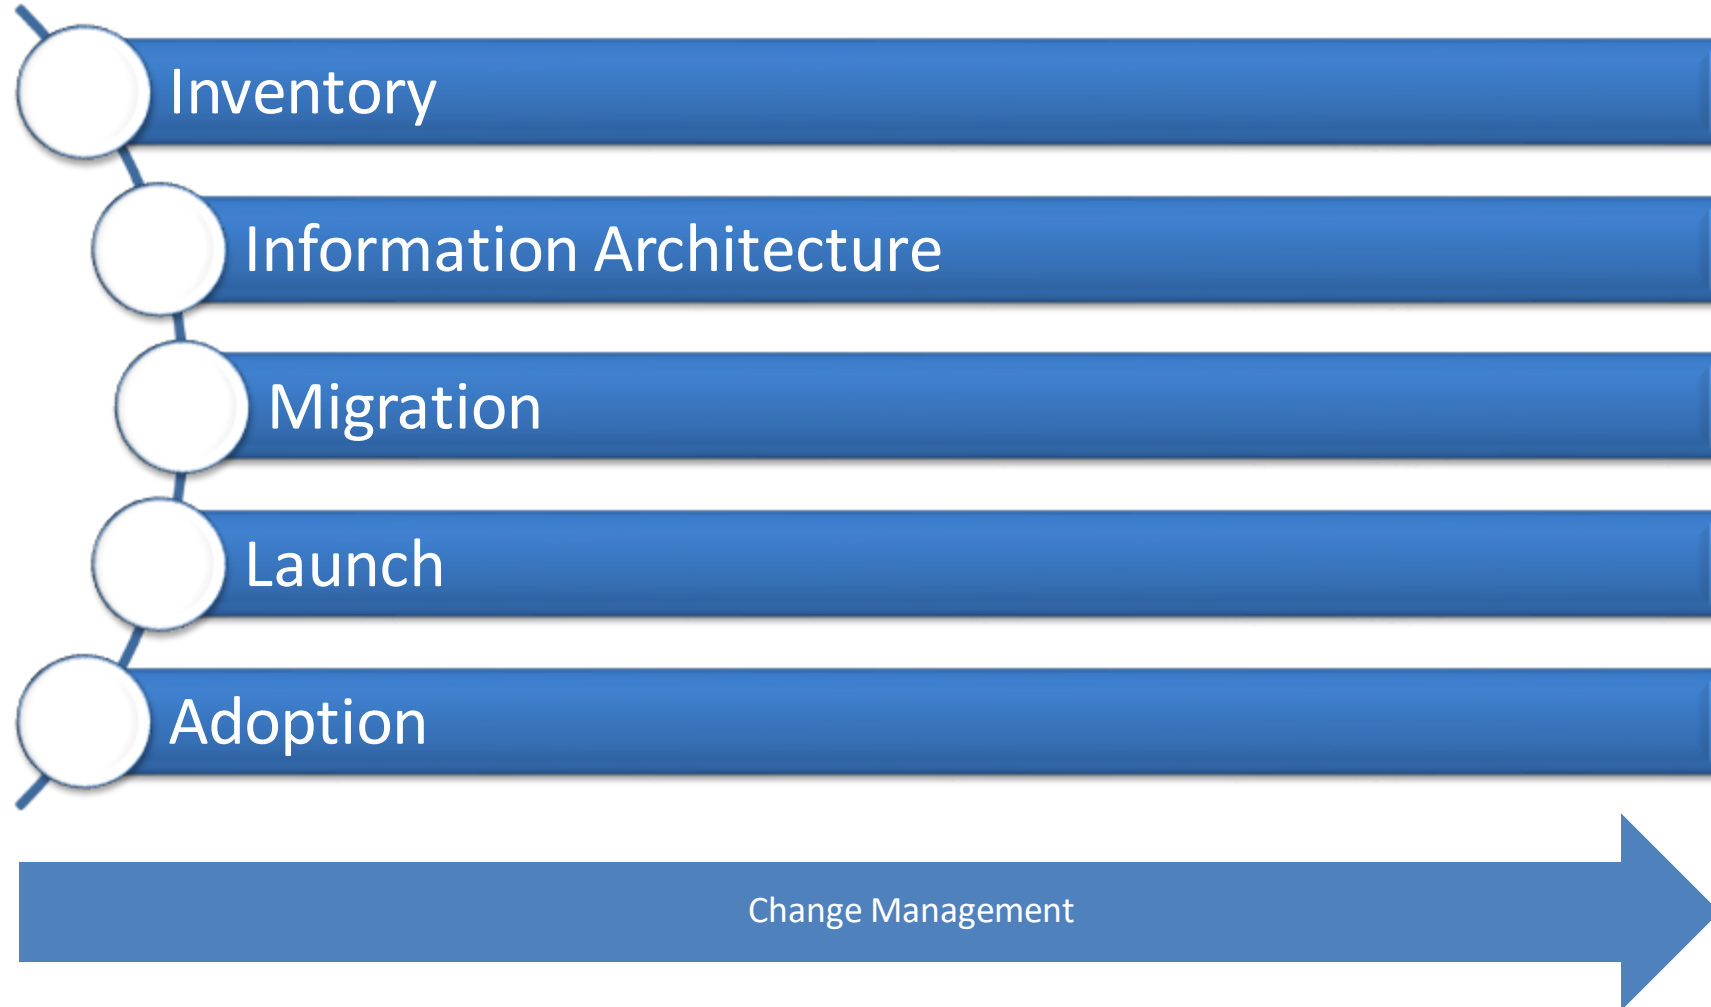 Inventory
Information Architecture
Migration
Launch
Adoption
Change Management